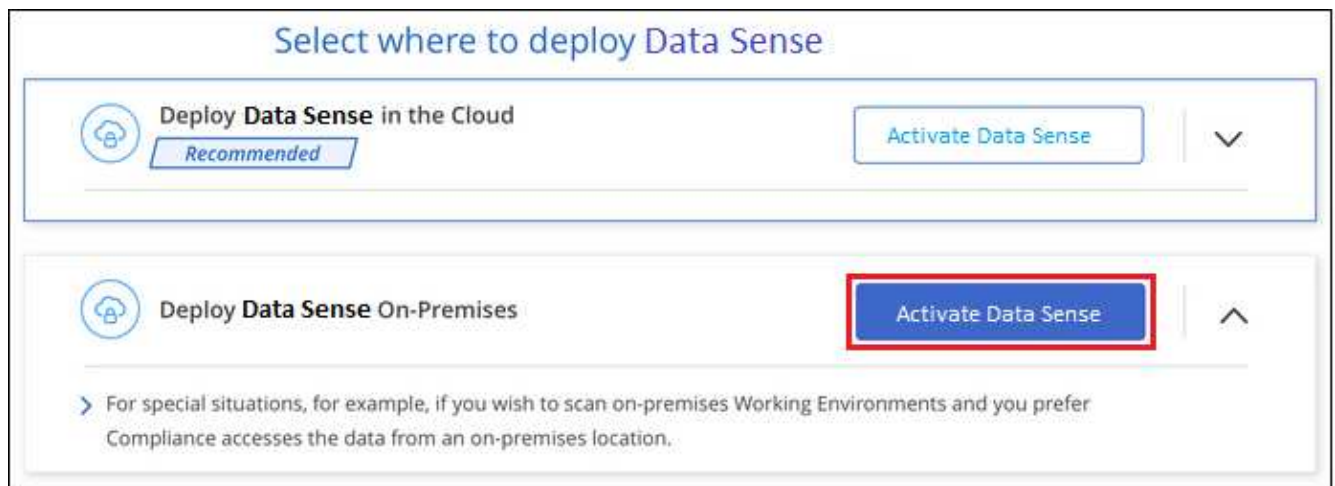 Select where to deploy Data Sense
Deploy Data Sense in the Cloud
Recommended
Activate Data Sense
Deploy Data Sense On-Premises
Activate Data Sense
For special situations, for example, if you wish to scan on-premises Working Environments and you prefer
Compliance accesses the data from an on-premises location.